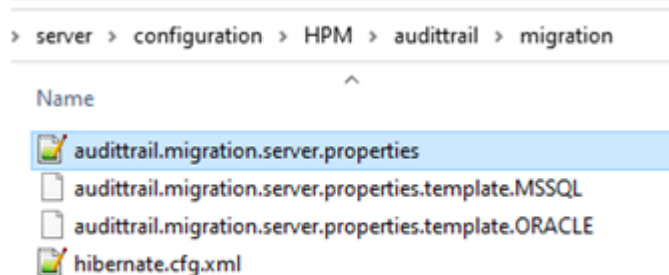 > server > configuration > HPM > audittrail > migration
Name
audittrail.migration.server.properties
audittrail.migration.server.properties.template.MSSQL
audittrail.migration.server.properties.template.ORACLE
hibernate.cfg.xml